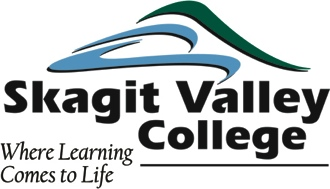 Skagit Valley
College
Where Learning
Comes to Life